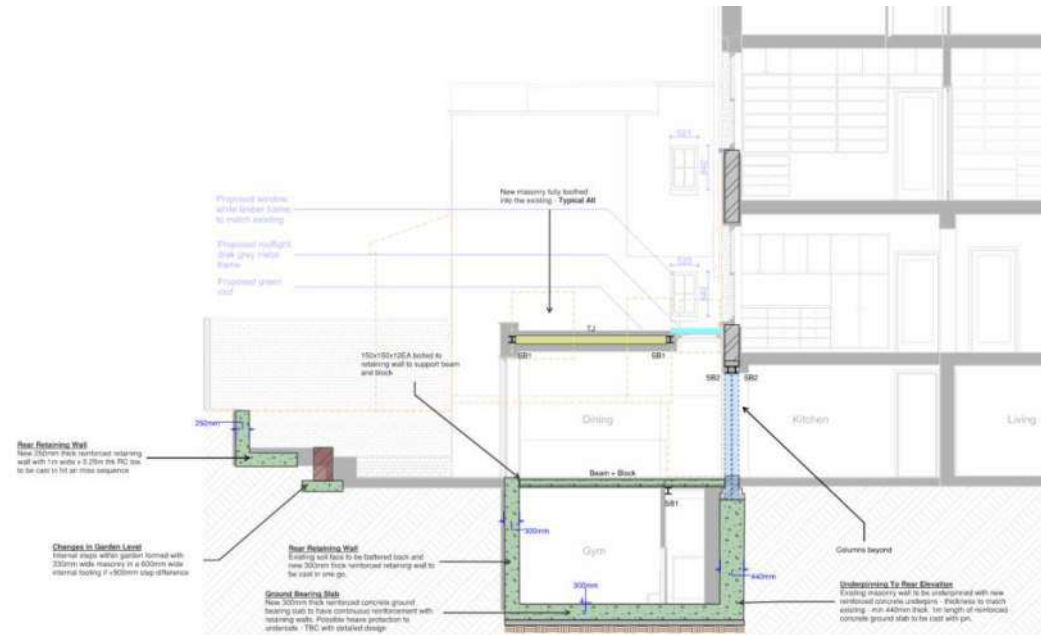 521
840
New masonry fully toothed
into the existing - Typical All
Proposed window
white timber frame,
to match existing
Proposed rooflight
dark grey metal
frame
Proposed green
roof
520
840
TJ
SB1
SB1
150x150x12EA bolted to
retaining wall to support beam
and block
SB2
SB2
Dining
Kitchen
Living
250mm
Rear Retaining Wall
New 250mm thick reinforced retaining
wall with 1m wide x 0.25m thk RC toe
to be cast in hit an miss sequence
Beam + Block
SB1
300mm
Gym
Columns beyond
Changes in Garden Level
Internal steps within garden formed with
330mm wide masonry in a 600mm wide
internal footing if <900mm step difference
Rear Retaining Wall
Existing soil face to be battered back and
new 300mm thick reinforced retaining wall to
be cast in one go.
300mm
440mm
Ground Bearing Slab
New 300mm thick reinforced concrete ground
bearing slab to have continuous reinforcement with
retaining walls. Possible heave protection to
underside - TBC with detailed design
Underpinning To Rear Elevation
Existing masonry wall to be underpinned with new
reinforced concrete underpins - thickness to match
existing - min 440mm thick. 1m length of reinforced
concrete ground slab to be cast with pin.